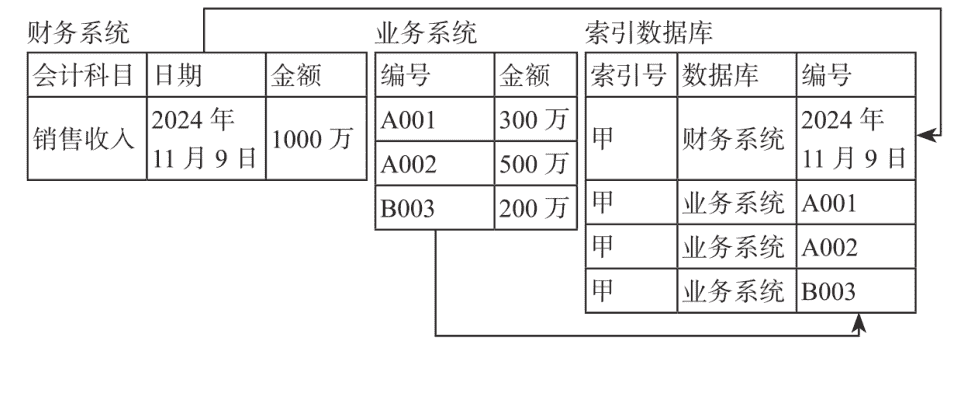 财务系统
会计科目 日期 金额
销售收入 2024 年 11 月 9 日 1000 万
业务系统
编号 金额
A001 300 万
A002 500 万
B003 200 万
索引数据库
索引号 数据库 编号
甲 财务系统 2024 年 11 月 9 日
甲 业务系统 A001
甲 业务系统 A002
甲 业务系统 B003